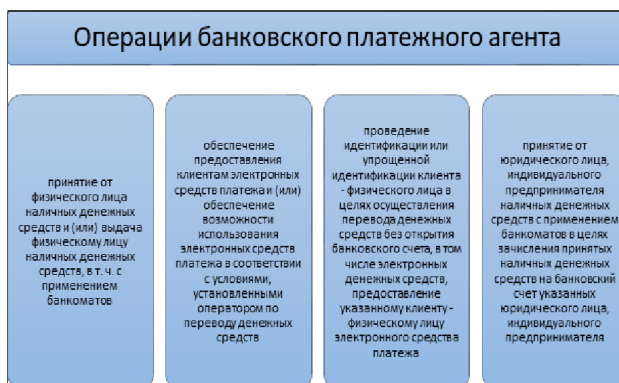 Операции банковского платежного агента
принятие от
физического лица
наличных денежных
средств и (или) выдача
физическому лицу
наличных денежных
средств, в т. ч. с
применением
банкоматов
обеспечение
предоставления
клиентам электронных
средств платежа и (или)
обеспечение
возможности
использования
электронных средств
платежа в соответствии
с условиями,
установленными
оператором по
переводу денежных
средств
проведение
идентификации или
упрощенной
идентификации клиента
- физического лица в
целях осуществления
перевода денежных
средств без открытия
банковского счета, в том
числе электронных
денежных средств,
предоставление
указанному клиенту -
физическому лицу
электронного средства
платежа
принятие от
юридического лица,
индивидуального
предпринимателя
наличных денежных
средств с применением
банкоматов в целях
зачисления принятых
наличных денежных
средств на банковский
счет указанных
юридического лица,
индивидуального
предпринимателя